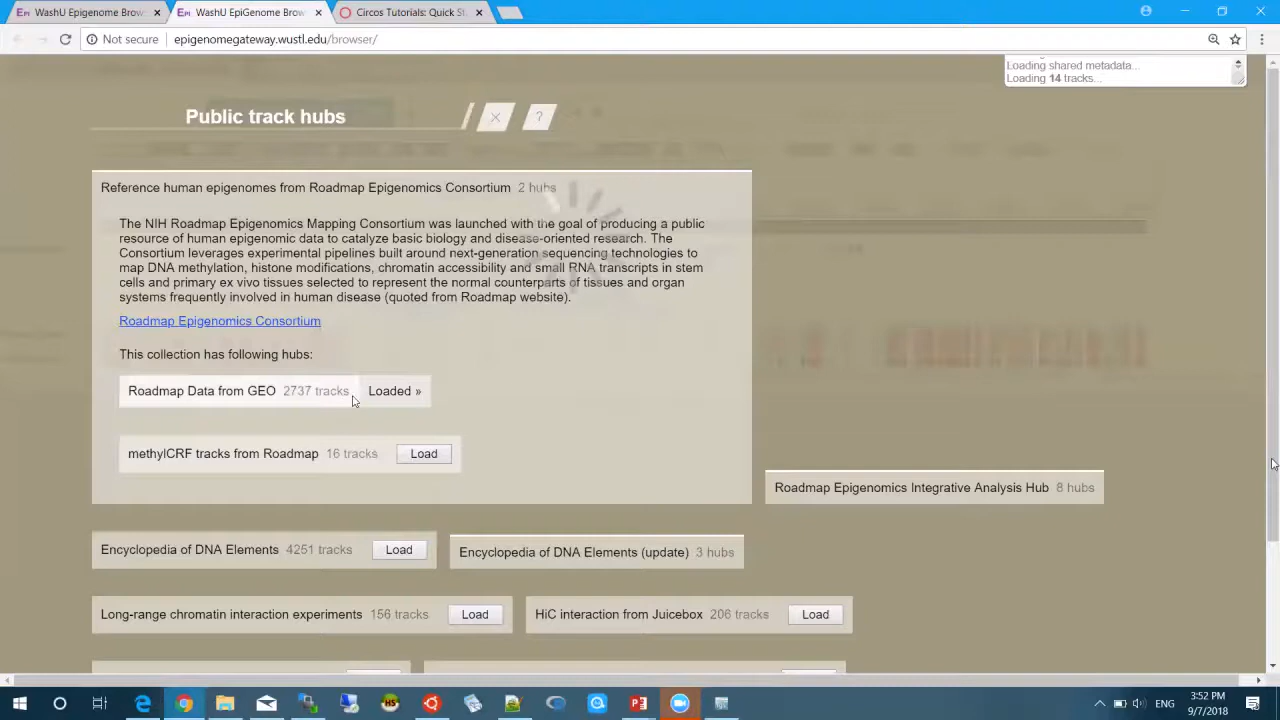 WashU EpiGenome Brow
WashU EpiGenome Brow
Circos Tutorials: Quick St
Not secure
epigenomegateway.wustl.edu/browser/
Loading shared metadata...
Loading 14 tracks...
Public track hubs
?
Reference human epigenomes from Roadmap Epigenomics Consortium 2 hubs
The NIH Roadmap Epigenomics Mapping Consortium was launched with the goal of producing a public
resource of human epigenomic data to catalyze basic biology and disease-oriented research. The
Consortium leverages experimental pipelines built around next-generation sequencing technologies to
map DNA methylation, histone modifications, chromatin accessibility and small RNA transcripts in stem
cells and primary ex vivo tissues selected to represent the normal counterparts of tissues and organ
systems frequently involved in human disease (quoted from Roadmap website).
Roadmap Epigenomics Consortium
This collection has following hubs:
Roadmap Data from GEO 2737 tracks Loaded »
methylCRF tracks from Roadmap 16 tracks Load
Roadmap Epigenomics Integrative Analysis Hub 8 hubs
Encyclopedia of DNA Elements 4251 tracks Load
Encyclopedia of DNA Elements (update) 3 hubs
Long-range chromatin interaction experiments 156 tracks Load
HiC interaction from Juicebox 206 tracks Load
ENG
3:52 PM
9/7/2018